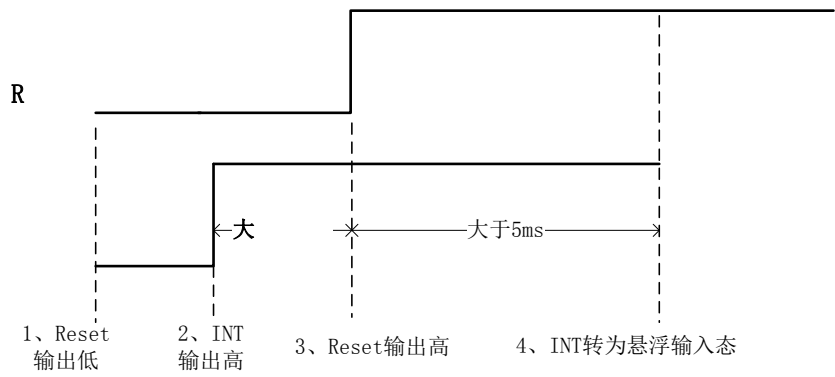 R
大
大于5ms
1、Reset
输出低
2、INT
输出高
3、Reset输出高
4、INT转为悬浮输入态